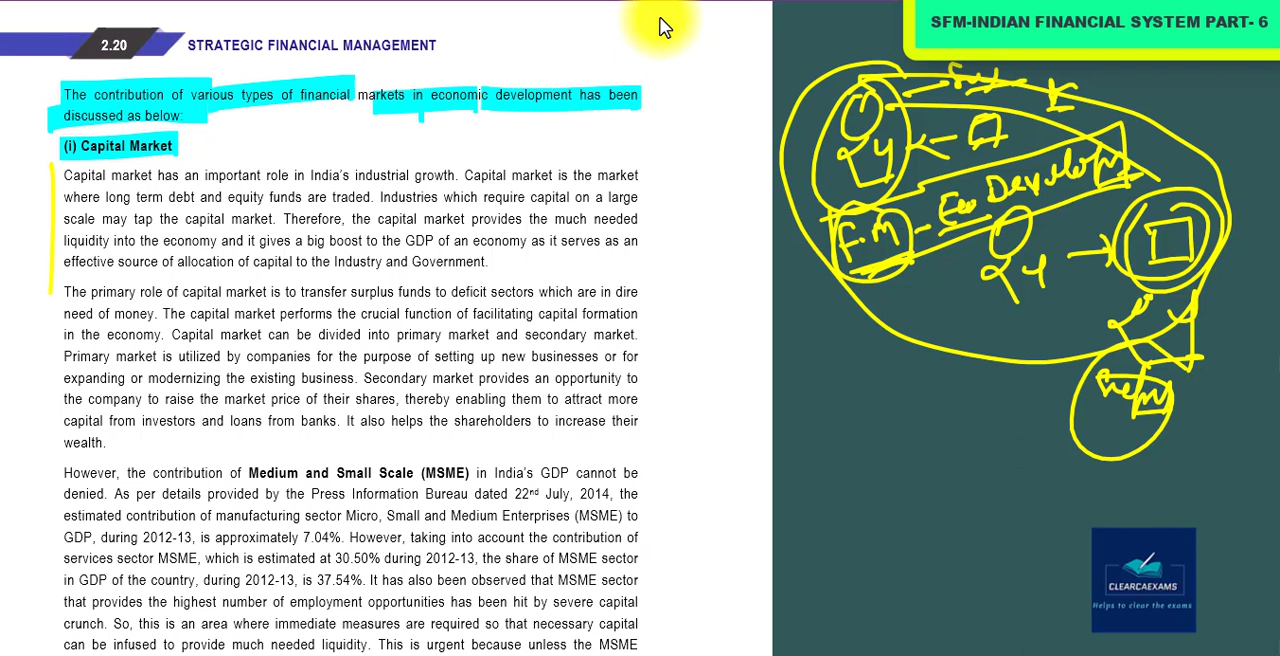 2.20
STRATEGIC FINANCIAL MANAGEMENT
SFM-INDIAN FINANCIAL SYSTEM PART- 6
The contribution of various types of financial markets in economic development has been
discussed as below:
(i) Capital Market
Capital market has an important role in India's industrial growth. Capital market is the market
where long term debt and equity funds are traded. Industries which require capital on a large
scale may tap the capital market. Therefore, the capital market provides the much needed
liquidity into the economy and it gives a big boost to the GDP of an economy as it serves as an
effective source of allocation of capital to the Industry and Government.
The primary role of capital market is to transfer surplus funds to deficit sectors which are in dire
need of money. The capital market performs the crucial function of facilitating capital formation
in the economy. Capital market can be divided into primary market and secondary market.
Primary market is utilized by companies for the purpose of setting up new businesses or for
expanding or modernizing the existing business. Secondary market provides an opportunity to
the company to raise the market price of their shares, thereby enabling them to attract more
capital from investors and loans from banks. It also helps the shareholders to increase their
wealth.
However, the contribution of Medium and Small Scale (MSME) in India's GDP cannot be
denied. As per details provided by the Press Information Bureau dated 22nd July, 2014, the
estimated contribution of manufacturing sector Micro, Small and Medium Enterprises (MSME) to
GDP, during 2012-13, is approximately 7.04%. However, taking into account the contribution of
services sector MSME, which is estimated at 30.50% during 2012-13, the share of MSME sector
in GDP of the country, during 2012-13, is 37.54%. It has also been observed that MSME sector
that provides the highest number of employment opportunities has been hit by severe capital
crunch. So, this is an area where immediate measures are required so that necessary capital
can be infused to provide much needed liquidity. This is urgent because unless the MSME
F.M - Eco Develop
CLEARCAEXAMS
Helps to clear the exams